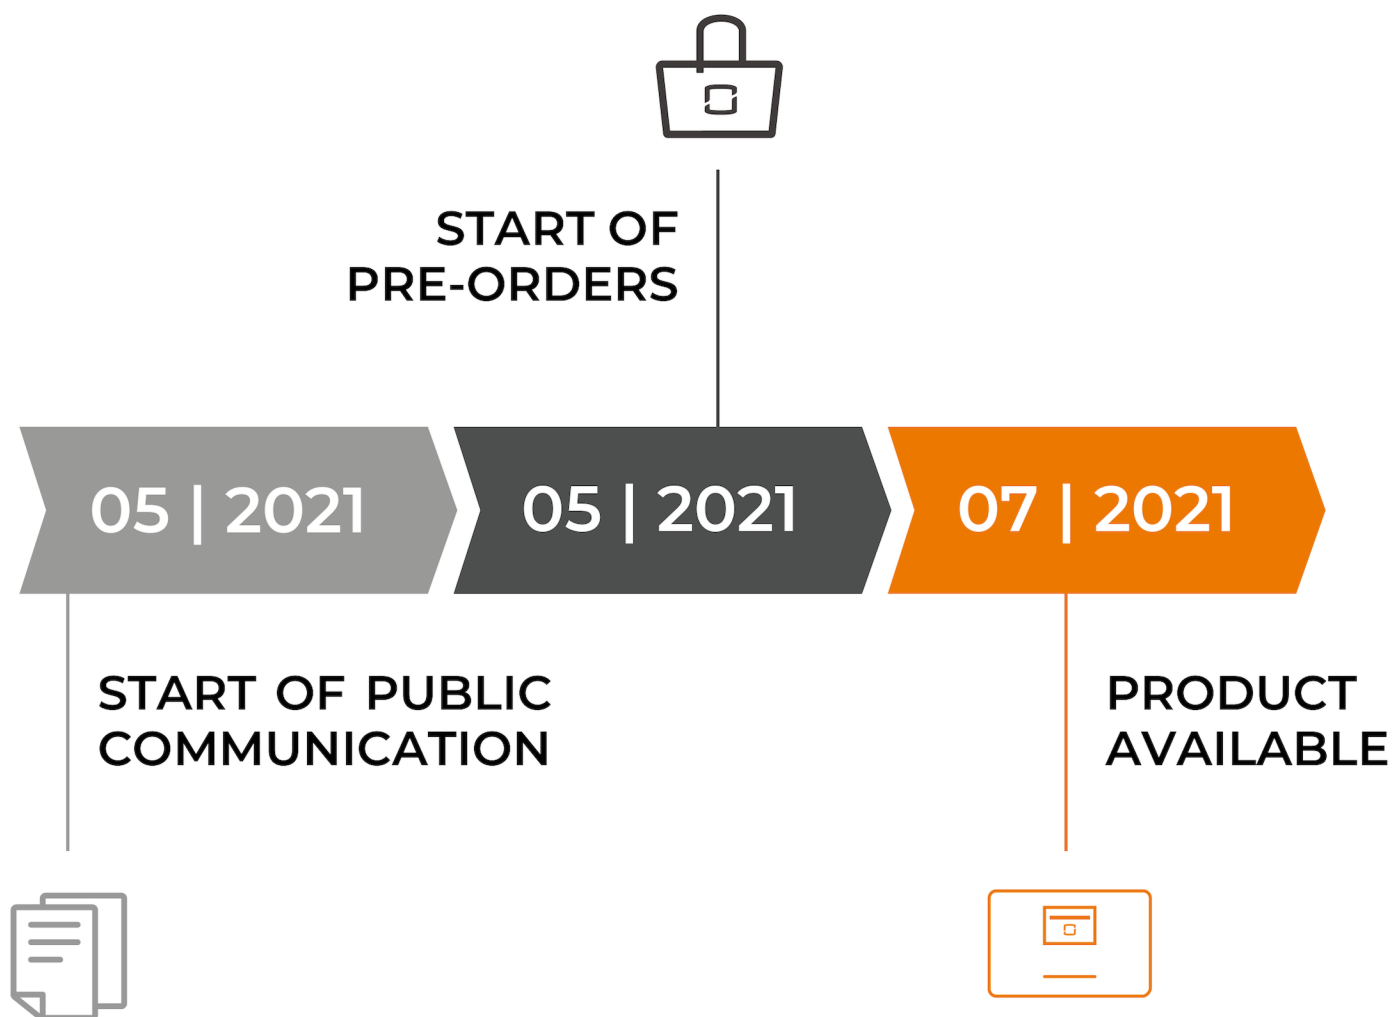 START OF
PRE-ORDERS
05 | 2021
05 | 2021
07 | 2021
START OF PUBLIC
COMMUNICATION
PRODUCT
AVAILABLE